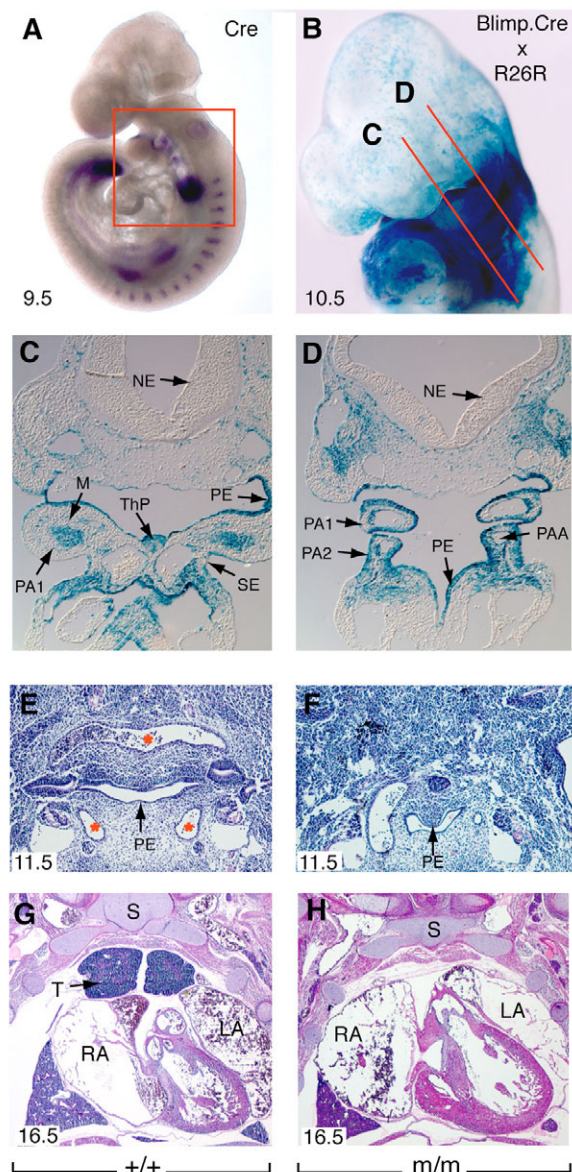 A Cre
9.5
B Blimp.Cre
x
R26R
D
C
10.5
C
NE
M
ThP
PE
PA1
SE
D
NE
PA1
PAA
PA2
PE
E
*
* *
PE
11.5
F
PE
11.5
G
S
T
LA
RA
16.5
H
S
LA
RA
16.5
+/+ m/m